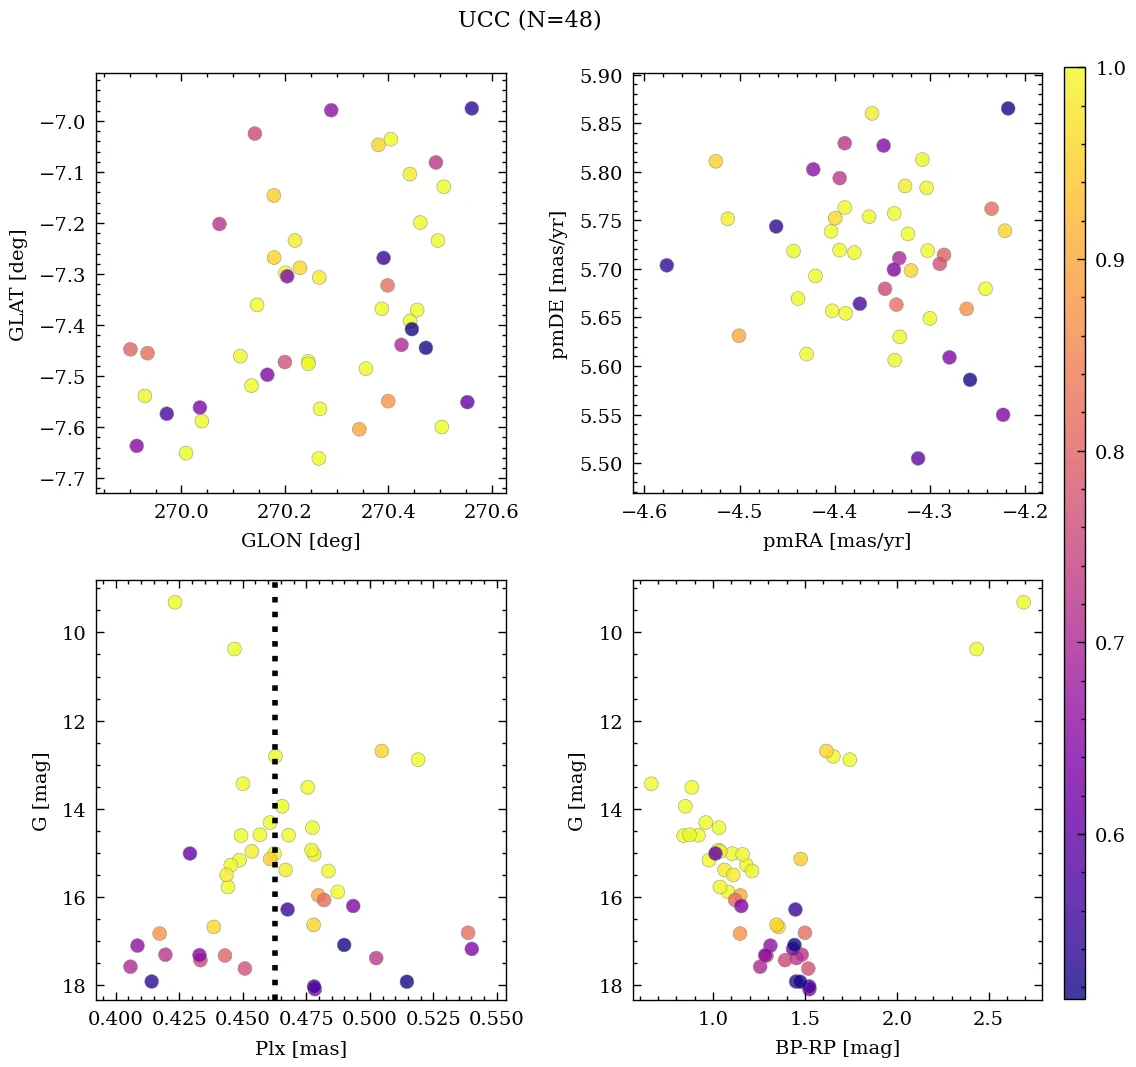 UCC (N=48)
−7.0
−7.1
−7.2
−7.3
−7.4
−7.5
−7.6
−7.7
GLAT [deg]
270.0 270.2 270.4 270.6
GLON [deg]
5.90
5.85
5.80
5.75
5.70
5.65
5.60
5.55
5.50
pmDE [mas/yr]
−4.6 −4.5 −4.4 −4.3 −4.2
pmRA [mas/yr]
10
12
14
16
18
G [mag]
0.400 0.425 0.450 0.475 0.500 0.525 0.550
Plx [mas]
10
12
14
16
18
G [mag]
1.0 1.5 2.0 2.5
BP-RP [mag]
1.0
0.9
0.8
0.7
0.6